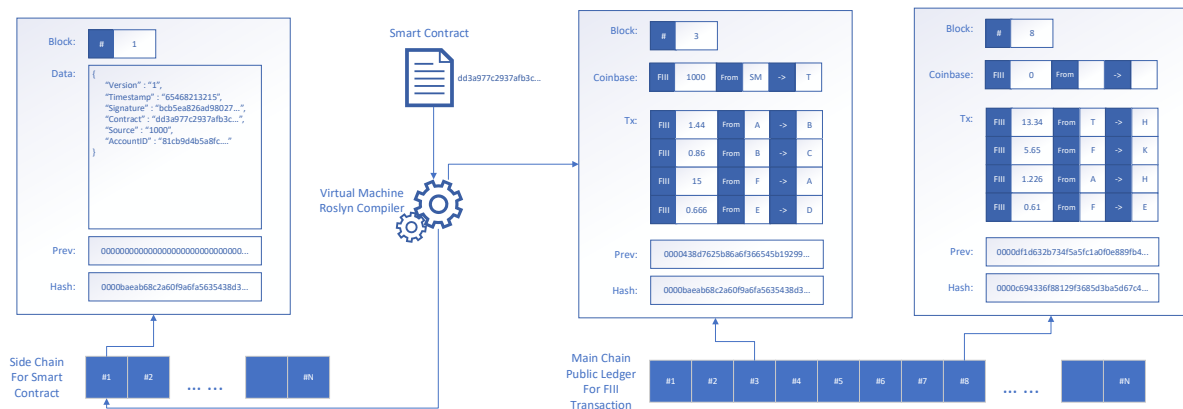 Block:
# 1
Data:
{
"Version" : "1",
"Timestamp" : "65468213215",
"Signature" : "bcb5ea826ad98027...",
"Contract" : "dd3a977c2937afb3c...",
"Source" : "1000",
"AccountID" : "81cb9d4b5a8fc...."
}
Prev: 0000000000000000000000000000...
Hash: 0000baeab68c2a60f9a6fa5635438d3...
Side Chain
For Smart
Contract
#1 #2 ... ... #N
Smart Contract
dd3a977c2937afb3c...
Virtual Machine
Roslyn Compiler
Block: # 3
Coinbase: FIII 1000 From SM -> T
Tx: FIII 1.44 From A -> B
FIII 0.86 From B -> C
FIII 15 From F -> A
FIII 0.666 From E -> D
Prev: 0000438d7625b86a6f366545b19299...
Hash: 0000baeab68c2a60f9a6fa5635438d3...
Block: # 8
Coinbase: FIII 0 From ->
Tx: FIII 13.34 From T -> H
FIII 5.65 From F -> K
FIII 1.226 From A -> H
FIII 0.61 From F -> E
Prev: 0000df1d632b734f5a5fc1a0f0e889fb4...
Hash: 0000c694336f88129f3685d3ba5d67c4...
Main Chain
Public Ledger
For FIII
Transaction
#1 #2 #3 #4 #5 #6 #7 #8 ... ... #N